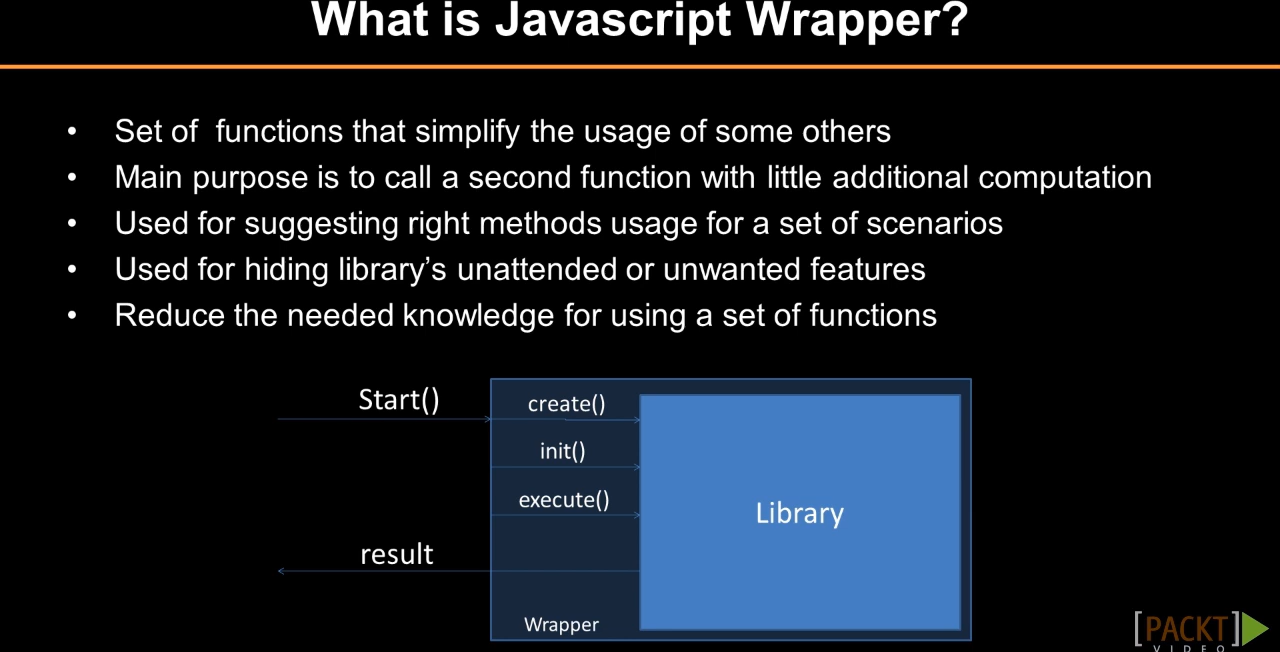 What is Javascript Wrapper?
• Set of  functions that simplify the usage of some others
• Main purpose is to call a second function with little additional computation
• Used for suggesting right methods usage for a set of scenarios
• Used for hiding library’s unattended or unwanted features
• Reduce the needed knowledge for using a set of functions
Start()
create()
init()
execute()
Library
result
Wrapper
[PACKT]
VIDEO